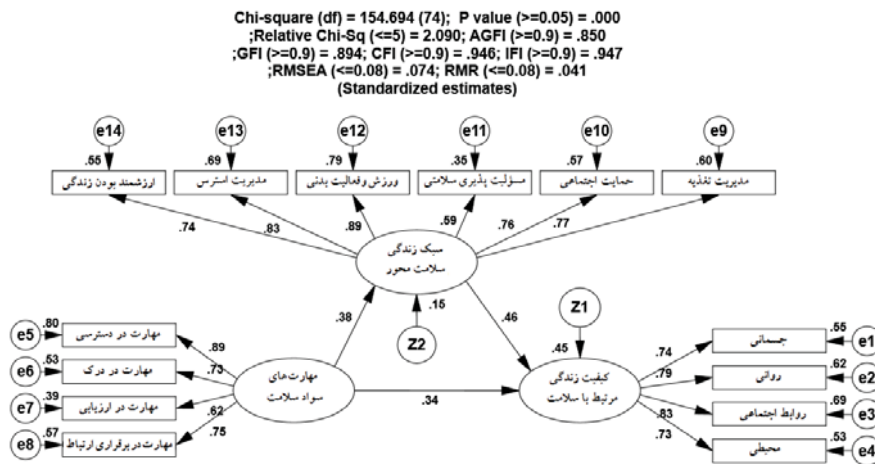 Chi-square (df) = 154.694 (74); P value (>=0.05) = .000
;Relative Chi-Sq (<=5) = 2.090; AGFI (>=0.9) = .850
;GFI (>=0.9) = .894; CFI (>=0.9) = .946; IFI (>=0.9) = .947
;RMSEA (<=0.08) = .074; RMR (<=0.08) = .041
(Standardized estimates)
e14 e13 e12 e11 e10 e9
.55 .69 .79 .35 .57 .60
ارزشمند بودن زندگی
مدیریت استرس
ورزش و فعالیت بدنی
مسؤلیت پذیری سلامتی
حمایت اجتماعی
مدیریت تغذیه
.74 .83 .89 .59 .76 .77
سبک زندگی
سلامت محور
.15
Z2
.38
.46
Z1
.45
e5 .80
مهارت در دسترسی
.89
e6 .53
مهارت در درک
.73
e7 .39
مهارت در ارزیابی
.62
e8 .57
مهارت در برقراری ارتباط
.75
مهارت‌های
سواد سلامت
.34
کیفیت زندگی
مرتبط با سلامت
.74
جسمانی
.55 e1
.79
روانی
.62 e2
.83
روابط اجتماعی
.69 e3
.73
محیطی
.53 e4